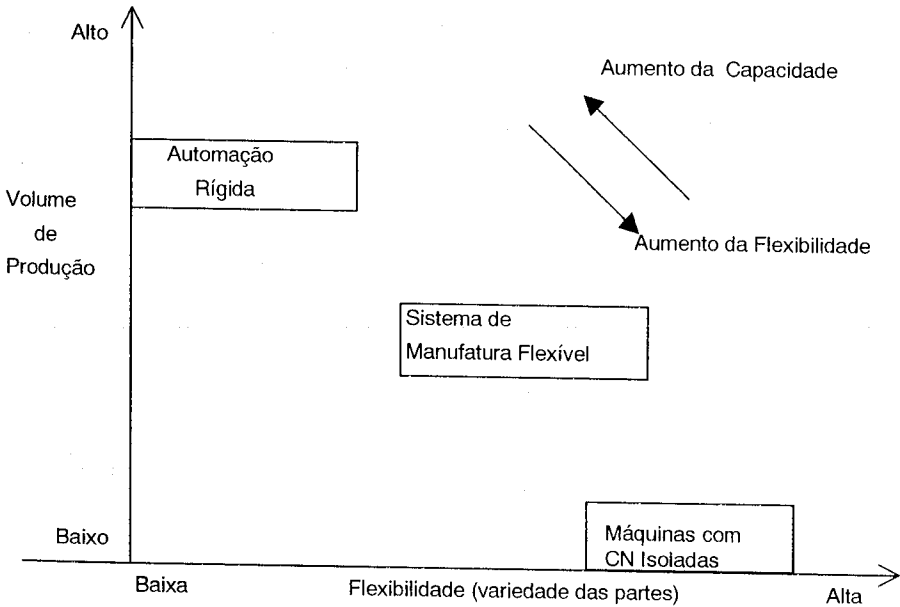 Alto
Aumento da Capacidade
Automação
Rígida
Volume
de
Produção
Aumento da Flexibilidade
Sistema de
Manufatura Flexível
Baixo
Máquinas com
CN Isoladas
Baixa
Flexibilidade (variedade das partes)
Alta